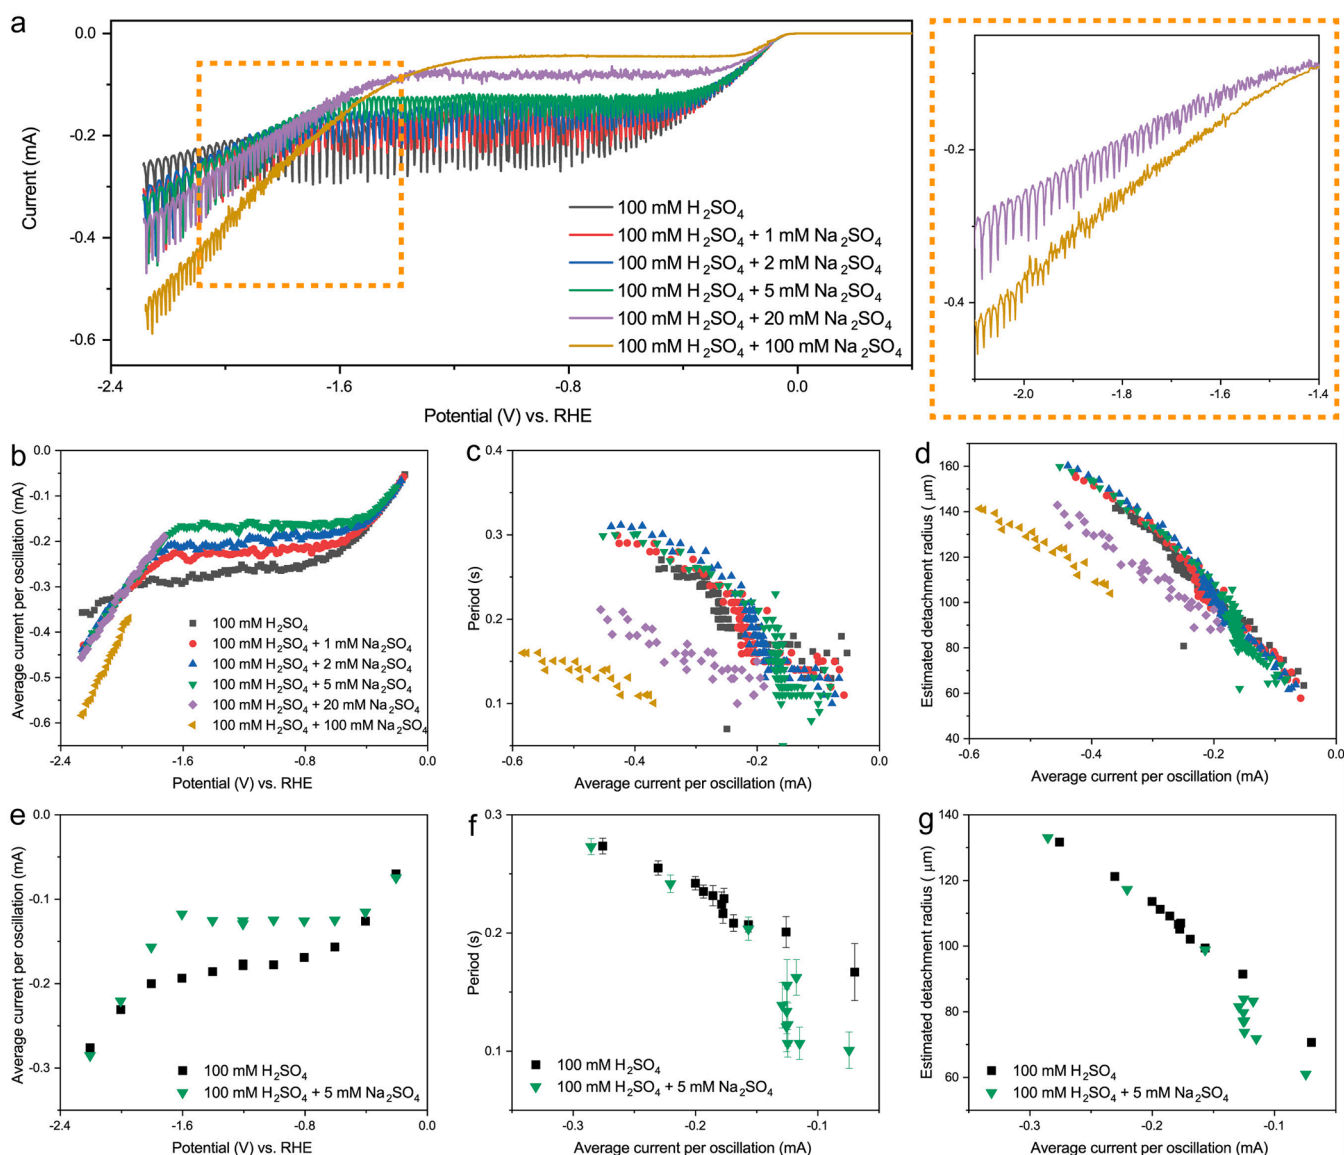 a
0.0
-0.2
-0.4
-0.6
Current (mA)
-2.4 -1.6 -0.8 0.0
Potential (V) vs. RHE
100 mM H2SO4
100 mM H2SO4 + 1 mM Na2SO4
100 mM H2SO4 + 2 mM Na2SO4
100 mM H2SO4 + 5 mM Na2SO4
100 mM H2SO4 + 20 mM Na2SO4
100 mM H2SO4 + 100 mM Na2SO4
-0.2
-0.4
-2.0 -1.8 -1.6 -1.4
b
0.0
-0.1
-0.2
-0.3
-0.4
-0.5
-0.6
Average current per oscillation (mA)
100 mM H2SO4
100 mM H2SO4 + 1 mM Na2SO4
100 mM H2SO4 + 2 mM Na2SO4
100 mM H2SO4 + 5 mM Na2SO4
100 mM H2SO4 + 20 mM Na2SO4
100 mM H2SO4 + 100 mM Na2SO4
-2.4 -1.6 -0.8 0.0
Potential (V) vs. RHE
c
0.4
0.3
0.2
0.1
Period (s)
-0.6 -0.4 -0.2 0.0
Average current per oscillation (mA)
d
160
140
120
100
80
60
40
Estimated detachment radius ( μm)
-0.6 -0.4 -0.2 0.0
Average current per oscillation (mA)
e
0.0
-0.1
-0.2
-0.3
Average current per oscillation (mA)
100 mM H2SO4
100 mM H2SO4 + 5 mM Na2SO4
-2.4 -1.6 -0.8 0.0
Potential (V) vs. RHE
f
0.3
0.2
0.1
Period (s)
100 mM H2SO4
100 mM H2SO4 + 5 mM Na2SO4
-0.3 -0.2 -0.1
Average current per oscillation (mA)
g
140
120
100
80
60
Estimated detachment radius ( μm)
100 mM H2SO4
100 mM H2SO4 + 5 mM Na2SO4
-0.3 -0.2 -0.1
Average current per oscillation (mA)